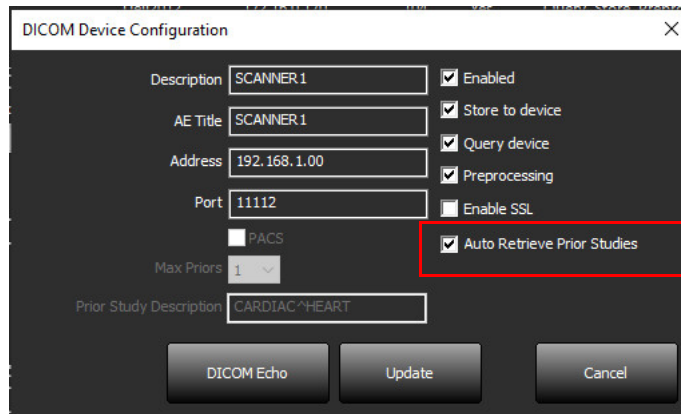 DICOM Device Configuration
Description SCANNER1
AE Title SCANNER1
Address 192.168.1.00
Port 11112
PACS
Max Priors 1
Prior Study Description CARDIAC^HEART
Enabled
Store to device
Query device
Preprocessing
Enable SSL
Auto Retrieve Prior Studies
DICOM Echo
Update
Cancel